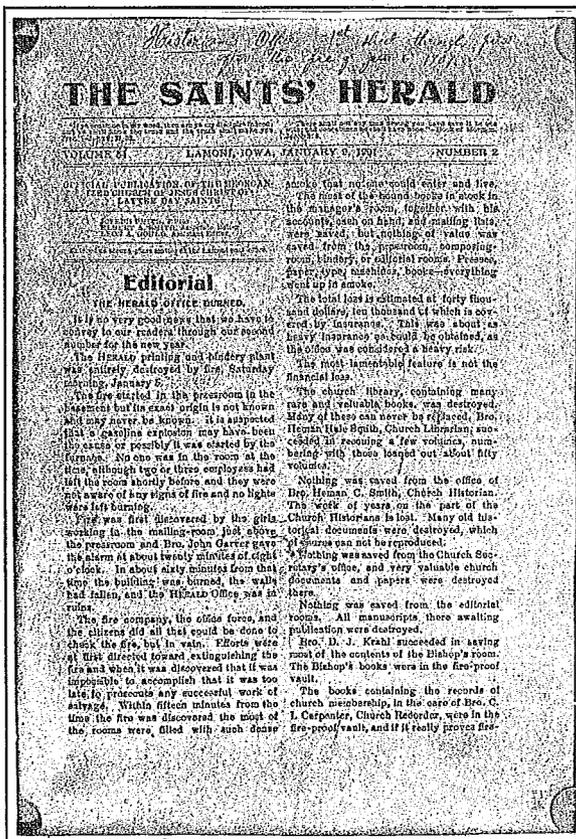 Historians Office 1st
THE SAINTS' HERALD
VOLUME 54 LAMONI, IOWA, JANUARY 9, 1907 NUMBER 2
OFFICIAL PUBLICATION OF THE REORGAN-
IZED CHURCH OF JESUS CHRIST OF
LATTER DAY SAINTS
JOSEPH SMITH, Editor
Editorial
THE HERALD OFFICE BURNED.
It is no very good news that we have to
convey to our readers through our second
number for the new year.
The HERALD printing and bindery plant
was entirely destroyed by fire, Saturday
morning, January 5.
The fire started in the pressroom in the
basement but its exact origin is not known
and may never be known. It is suspected
that a gasoline explosion may have been
the cause or possibly it was started by the
furnace. No one was in the room at the
time, although two or three employees had
left the room shortly before and they were
not aware of any signs of fire and no lights
were left burning.
Fire was first discovered by the girls
working in the mailing-room just above
the pressroom and Bro. John Garver gave
the alarm at about twenty minutes of eight
o'clock. In about sixty minutes from that
time the building was burned, the walls
had fallen, and the HERALD Office was in
ruins.
The fire company, the office force, and
the citizens did all that could be done to
check the fire, but in vain. Efforts were
at first directed toward extinguishing the
fire and when it was discovered that it was
impossible to accomplish that it was too
late to prosecute any successful work of
salvage. Within fifteen minutes from the
time the fire was discovered the most of
the rooms were filled with such dense
smoke that no one could enter and live.
The most of the bound books in stock in
the manager's room, together with his
accounts, cash on hand, and mailing lists,
were saved, but nothing of value was
saved from the pressroom, composing-
room, bindery, or editorial rooms. Presses,
paper, type, machines, books—everything
went up in smoke.
The total loss is estimated at forty thou-
sand dollars, ten thousand of which is cov-
ered by insurance. This was about as
heavy insurance as could be obtained, as
the office was considered a heavy risk.
The most lamentable feature is not the
financial loss.
The church library, containing many
rare and valuable books, was destroyed.
Many of these can never be replaced. Bro.
Heman Hale Smith, Church Librarian, suc-
ceeded in rescuing a few volumes, num-
bering with those loaned out about fifty
volumes.
Nothing was saved from the office of
Bro. Heman C. Smith, Church Historian.
The work of years on the part of the
Church Historians is lost. Many old his-
torical documents were destroyed, which
of course can not be reproduced.
Nothing was saved from the Church Sec-
retary's office, and very valuable church
documents and papers were destroyed
there.
Nothing was saved from the editorial
rooms. All manuscripts there awaiting
publication were destroyed.
Bro. D. J. Krahl succeeded in saving
most of the contents of the Bishop's room.
The Bishop's books were in the fire-proof
vault.
The books containing the records of
church membership, in the care of Bro. C.
I. Carpenter, Church Recorder, were in the
fire-proof vault, and if it really proves fire-